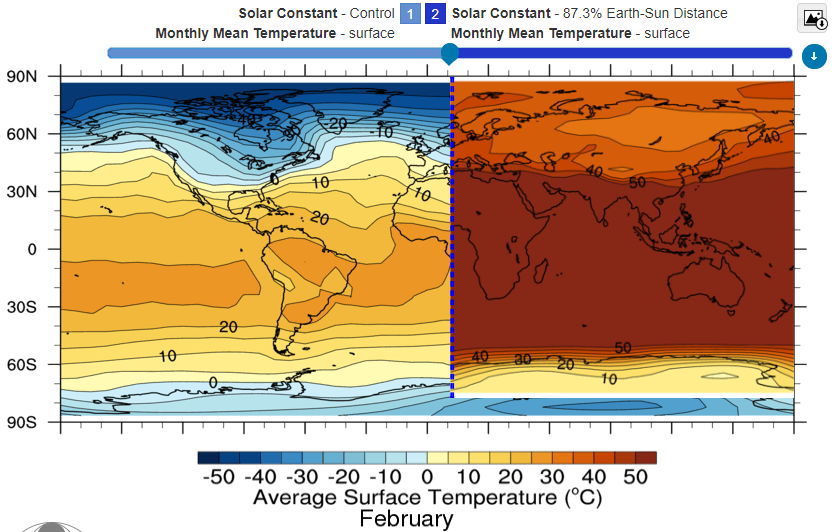 Solar Constant - Control 1 2 Solar Constant - 87.3% Earth-Sun Distance
Monthly Mean Temperature - surface Monthly Mean Temperature - surface
90N
60N
30N
0
30S
60S
90S
-40
-30
-20
-10
0
10
10
20
20
10
0
40
40
50
50
40
30
20
10
-50 -40 -30 -20 -10 0 10 20 30 40 50
Average Surface Temperature (°C)
February